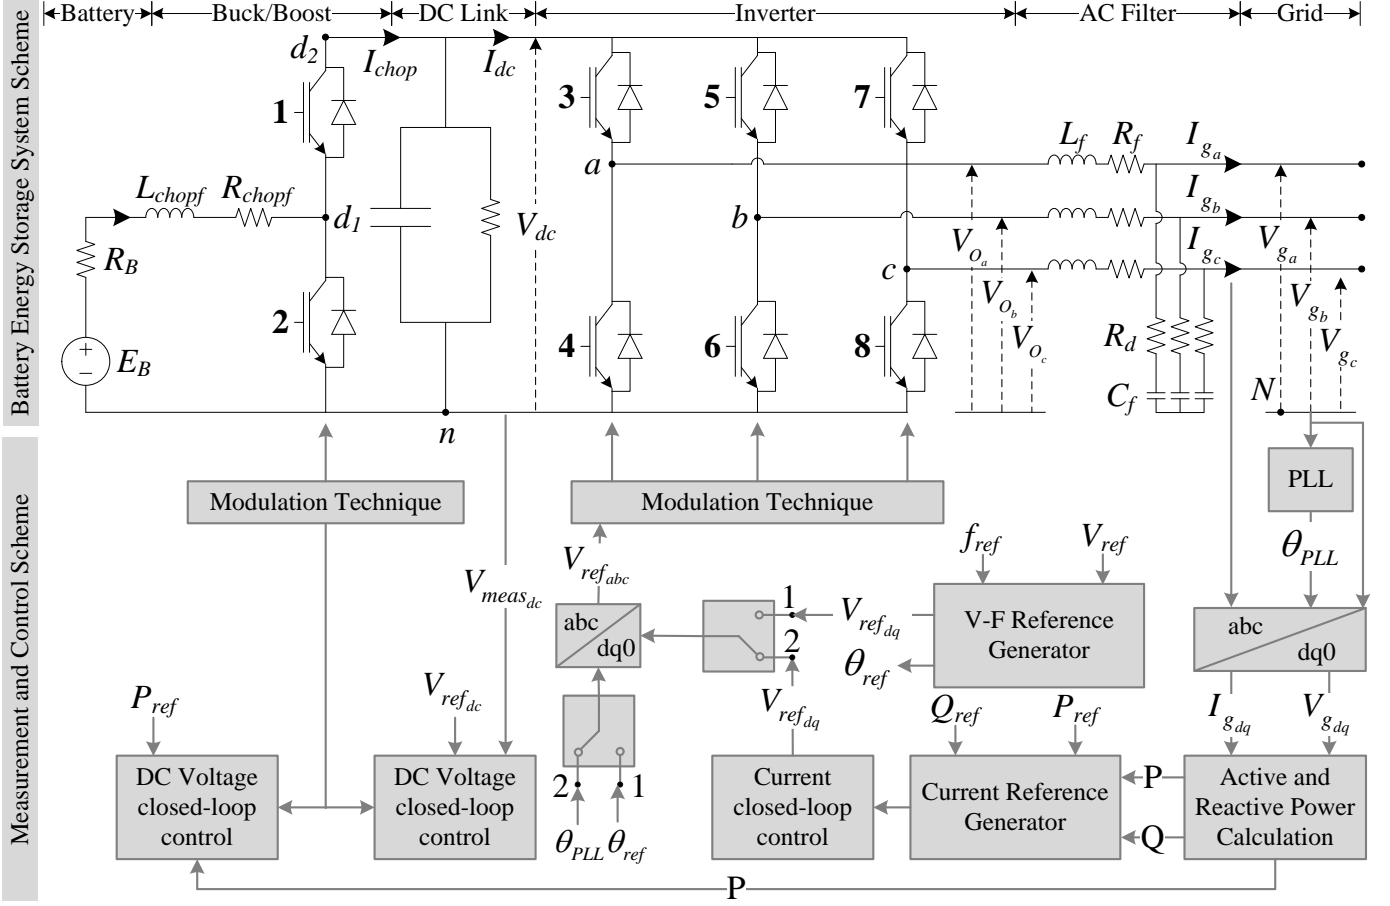 Battery
Buck/Boost
DC Link
Inverter
AC Filter
Grid
Battery Energy Storage System Scheme
d2
Ichop
Idc
1
3
5
7
Lchopf
Rchopf
d1
Vdc
a
b
c
Lf
Rf
Iga
Igb
Igc
RB
EB
2
4
6
8
VOa
VOb
VOc
Vga
Vgb
Vgc
Rd
Cf
N
n
Measurement and Control Scheme
Modulation Technique
Modulation Technique
PLL
θPLL
Vmeasdc
Vrefabc
fref
Vref
abc
dq0
1
2
Vrefdq
θref
V-F Reference
Generator
abc
dq0
Pref
Vrefdc
Vrefdq
Qref
Pref
Igdq
Vgdq
DC Voltage
closed-loop
control
DC Voltage
closed-loop
control
2
1
θPLL
θref
Current
closed-loop
control
Current Reference
Generator
P
Q
Active and
Reactive Power
Calculation
P